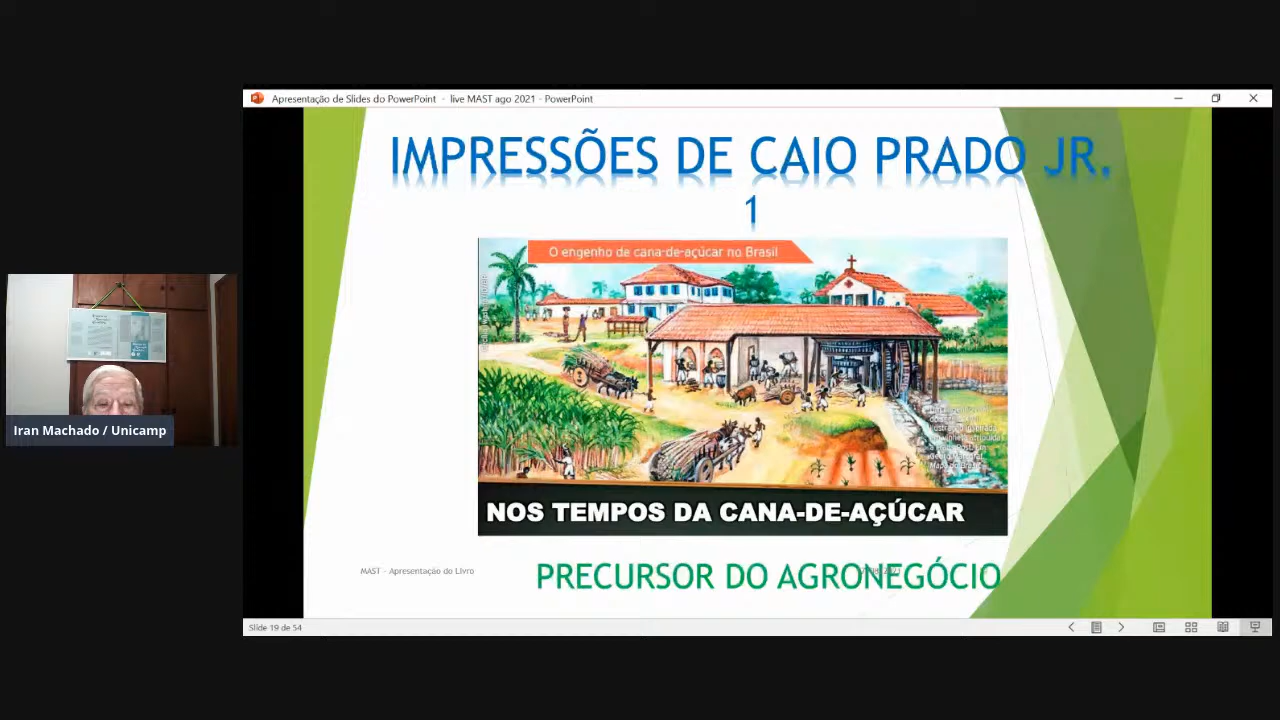 Apresentação de Slides do PowerPoint - live MAST ago 2021 - PowerPoint
IMPRESSÕES DE CAIO PRADO JR.
1
O engenho de cana-de-açúcar no Brasil
NOS TEMPOS DA CANA-DE-AÇÚCAR
MAST - Apresentação do Livro
PRECURSOR DO AGRONEGÓCIO
Slide 19 de 54
Iran Machado / Unicamp